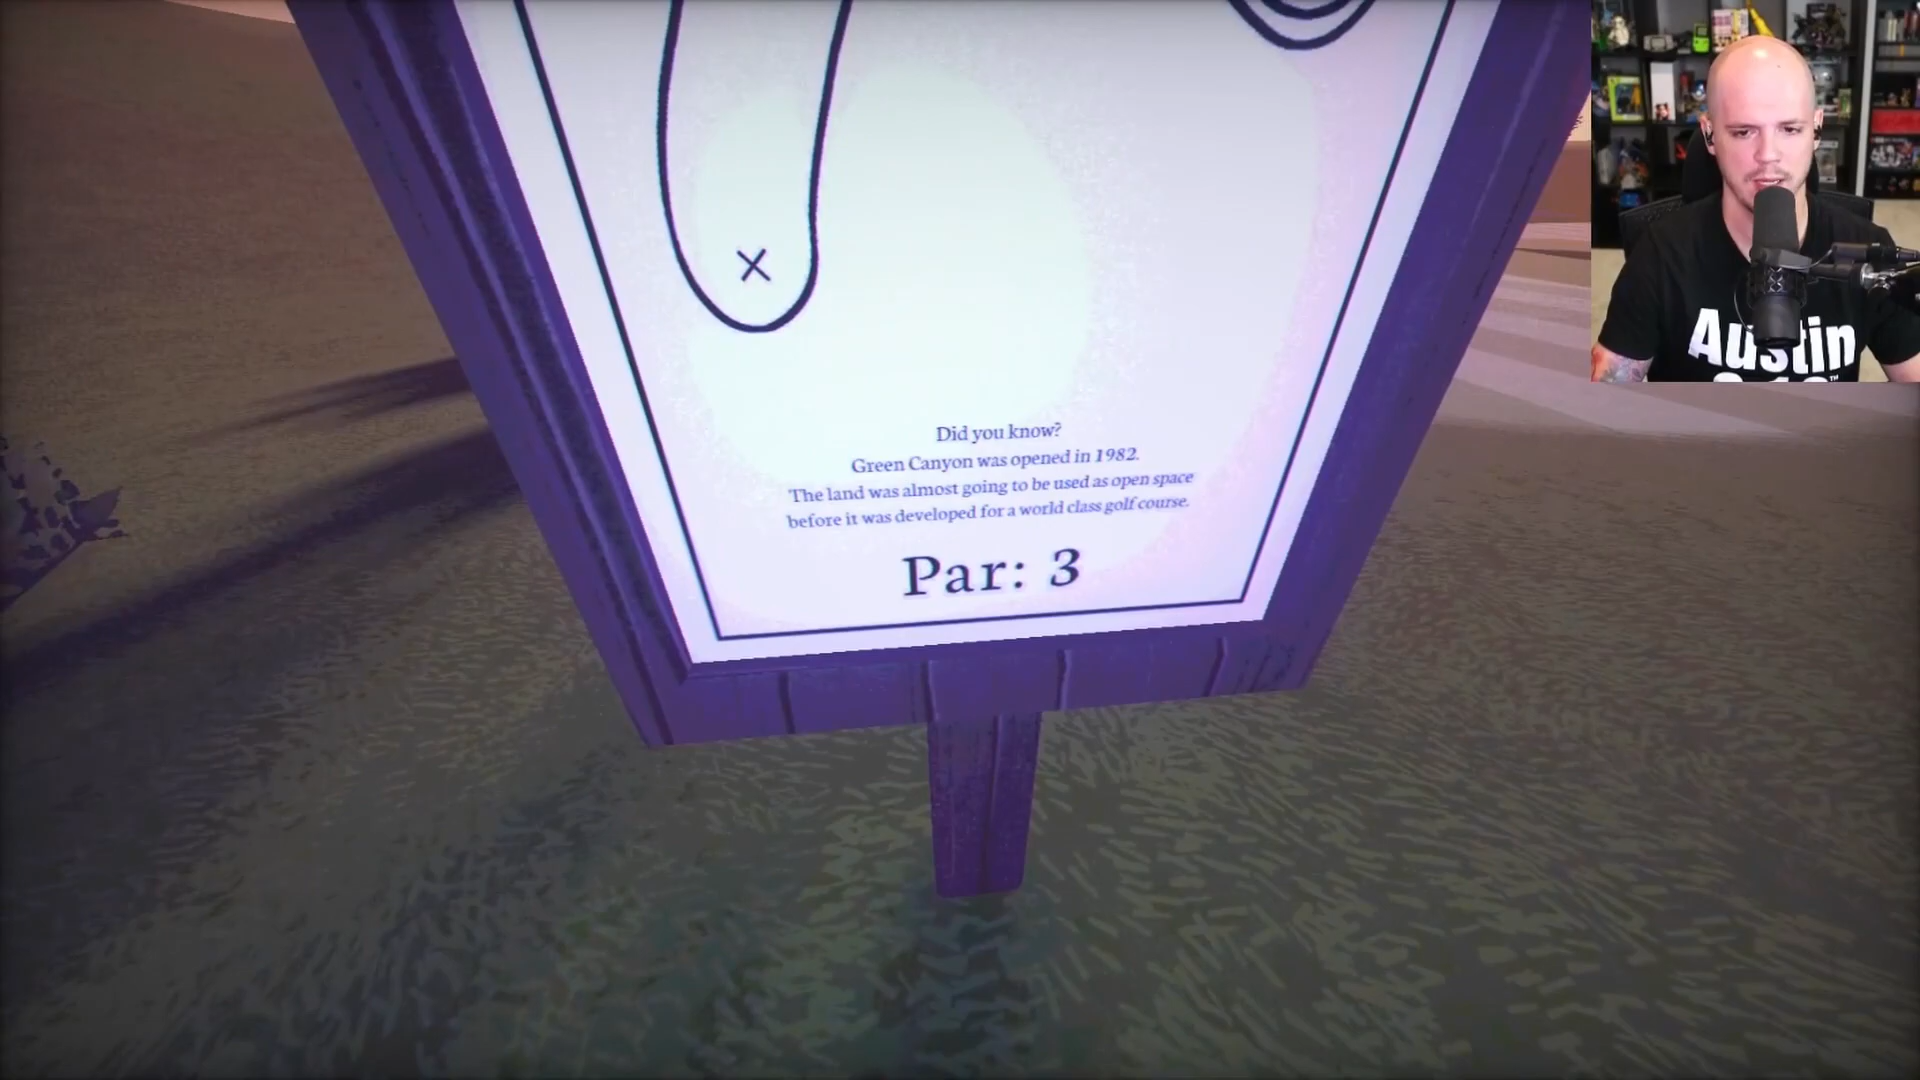 Did you know?
Green Canyon was opened in 1982.
The land was almost going to be used as open space
before it was developed for a world class golf course.
Par: 3
Austin